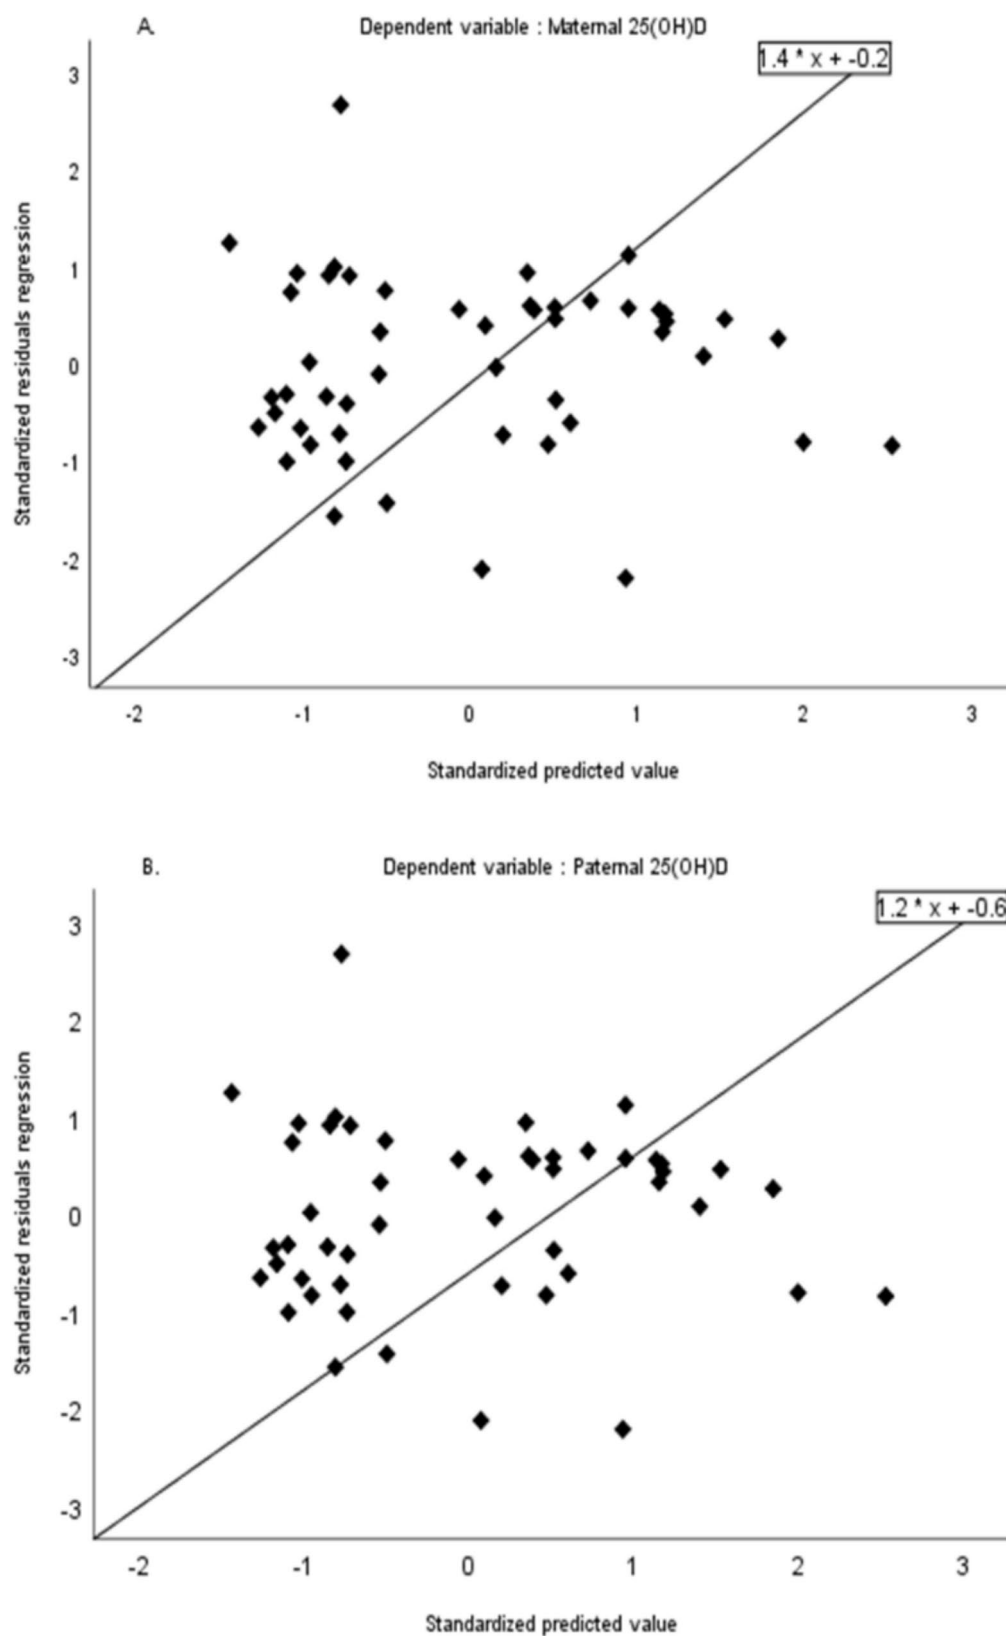 A.
Dependent variable : Maternal 25(OH)D
1.4 * x + -0.2
3
2
1
0
-1
-2
-3
Standardized residuals regression
-2 -1 0 1 2 3
Standardized predicted value
B.
Dependent variable : Paternal 25(OH)D
1.2 * x + -0.6
3
2
1
0
-1
-2
-3
Standardized residuals regression
-2 -1 0 1 2 3
Standardized predicted value